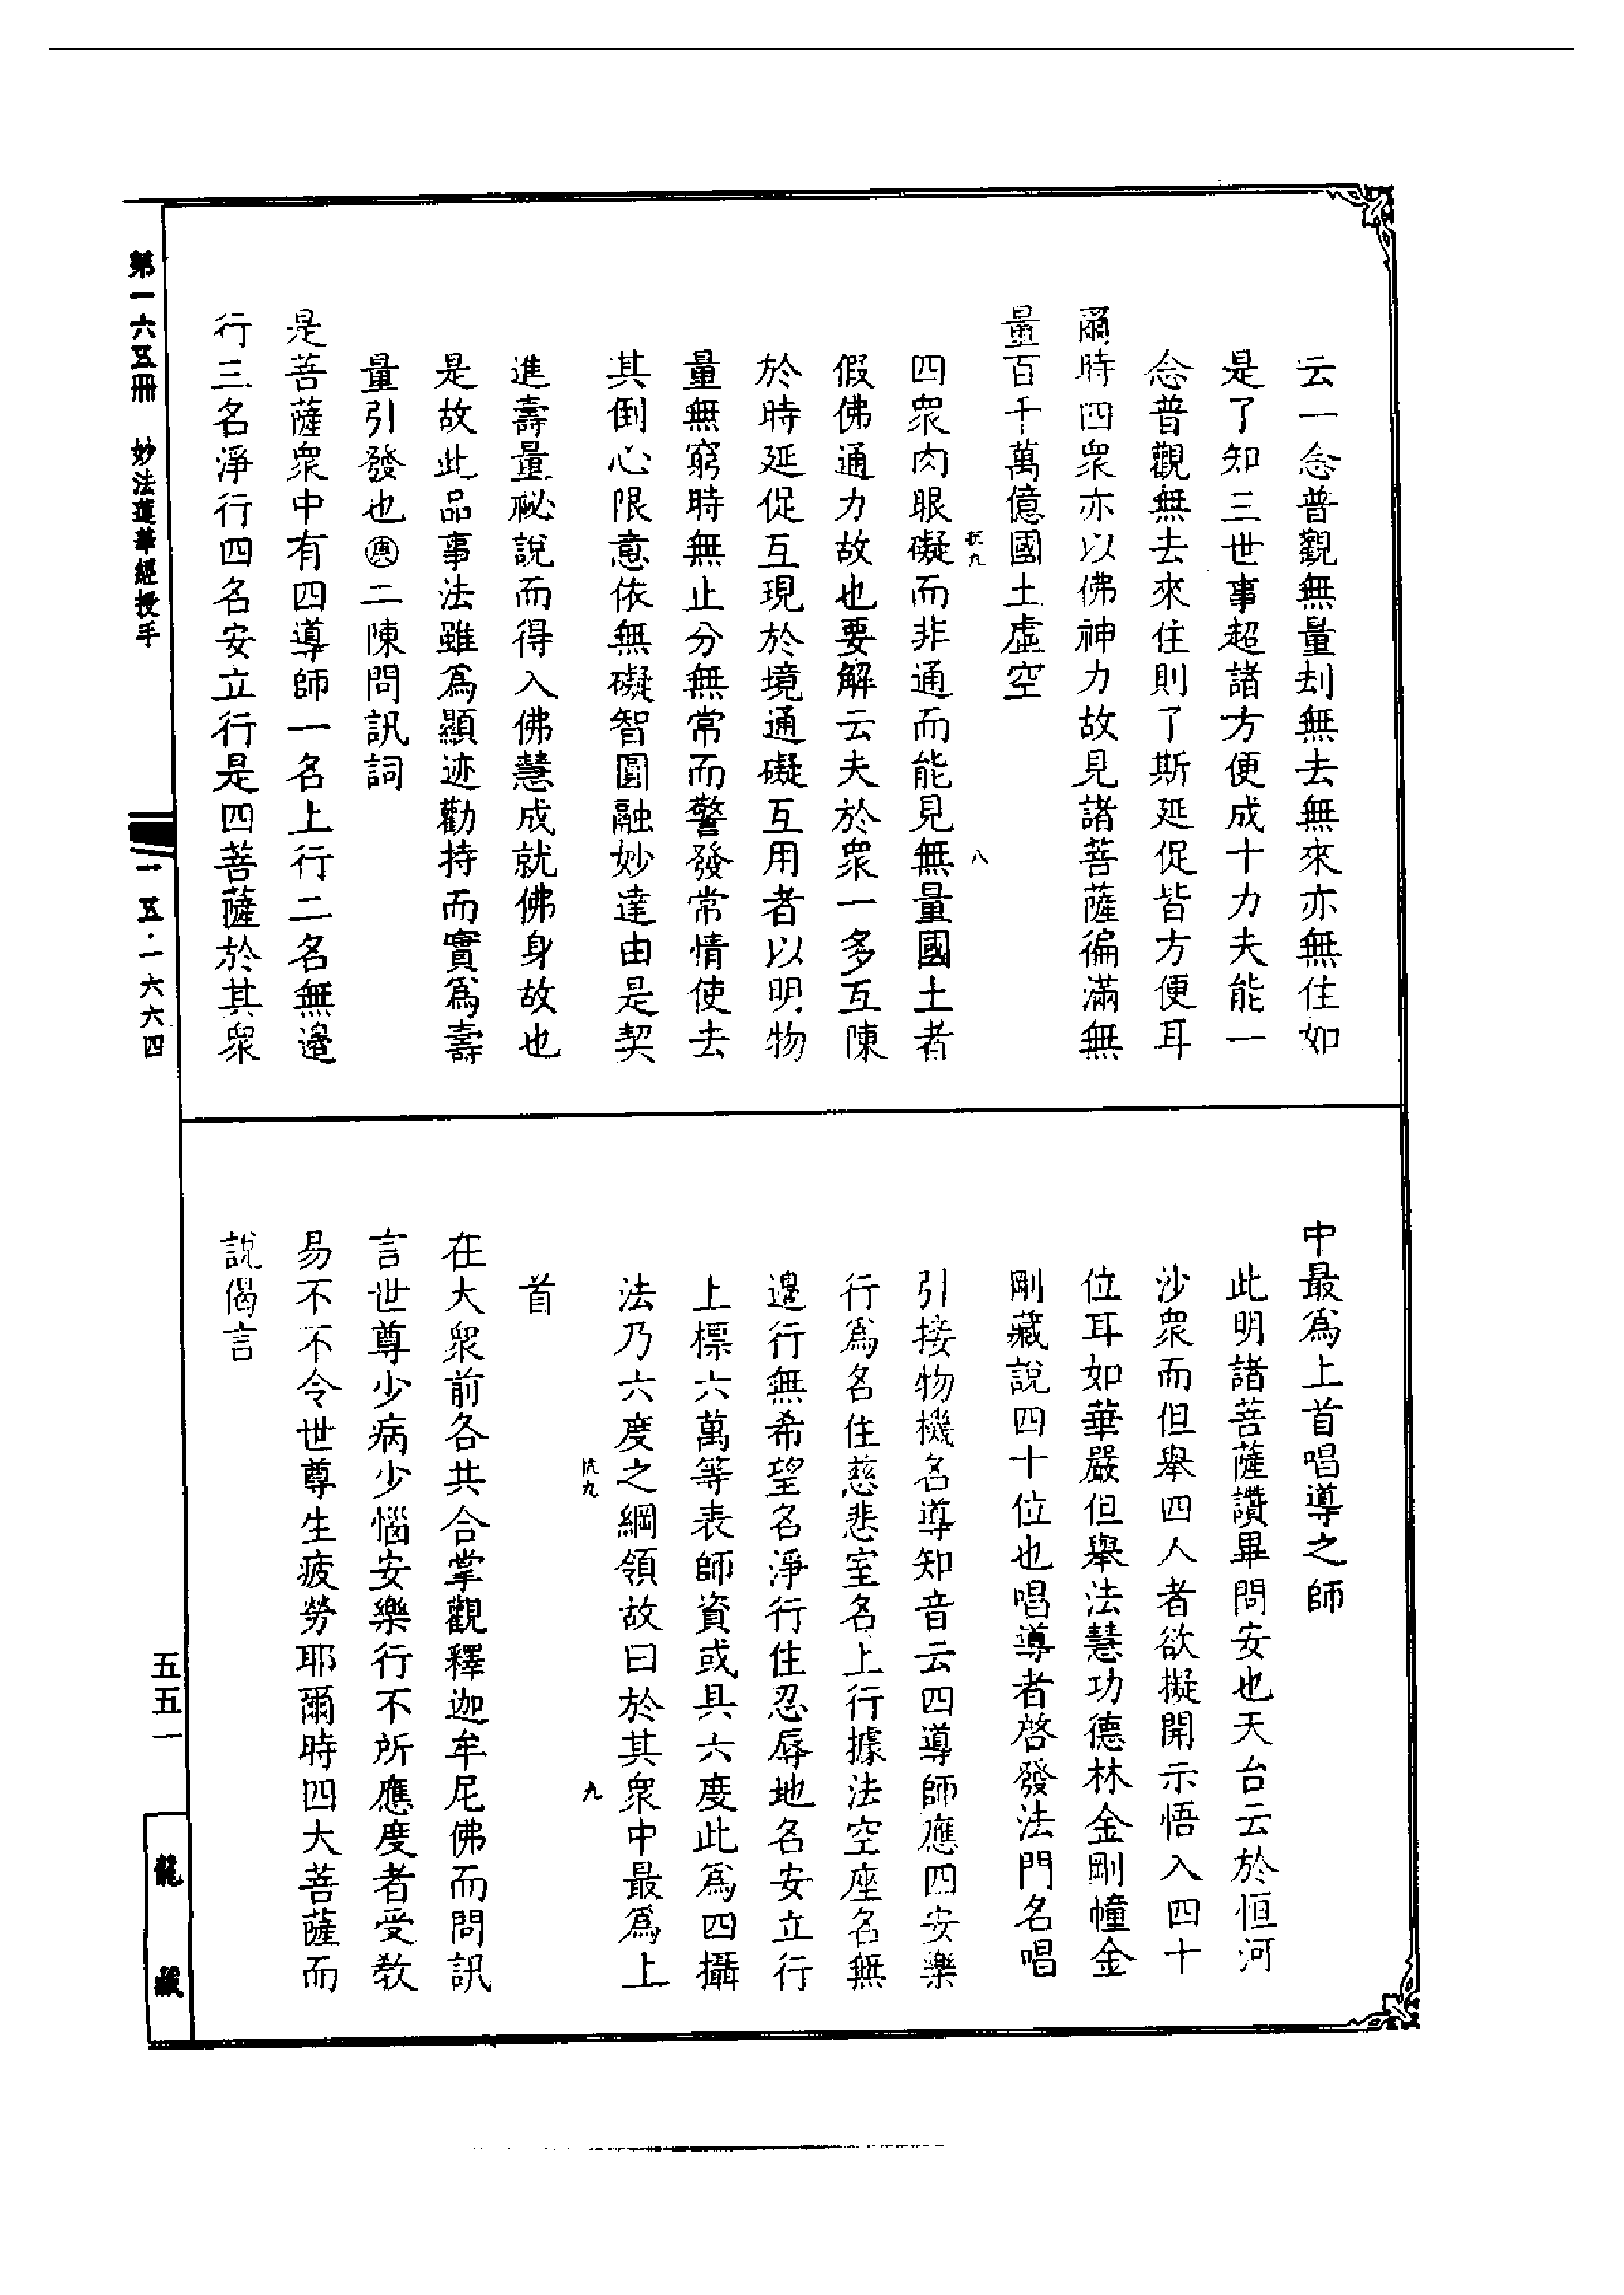 云一念普觀無量刦無去無來亦無住如
是了知三世事超諸方便成十力夫能一
念普觀無去來住則了斯延促皆方便耳
爾時四衆亦以佛神力故見諸菩薩徧滿無
量百千萬億國土虛空
杭九
八
四衆肉眼礙而非通而能見無量國土者
假佛通力故也要解云夫於衆一多互陳
於時延促互現於境通礙互用者以明物
量無窮時無止分無常而警發常情使去
其倒心限意依無礙智圓融妙達由是契
進壽量祕說而得入佛慧成就佛身故也
是故此品事法雖爲顯迹勸持而實爲壽
量引發也㊝二陳問訊詞
是菩薩衆中有四導師一名上行二名無邊
行三名淨行四名安立行是四菩薩於其衆
中最爲上首唱導之師
此明諸菩薩讚畢問安也天台云於恒河
沙衆而但舉四人者欲擬開示悟入四十
位耳如華嚴但舉法慧功德林金剛幢金
剛藏說四十位也唱導者啓發法門名唱
引接物機名導知音云四導師應四安樂
行爲名住慈悲室名上行據法空座名無
邊行無希望名淨行住忍辱地名安立行
上標六萬等表師資或具六度此爲四攝
法乃六度之綱領故曰於其衆中最爲上
杭九
九
首
在大衆前各共合掌觀釋迦牟尼佛而問訊
言世尊少病少惱安樂行不所應度者受敎
易不不令世尊生疲勞耶爾時四大菩薩而
說偈言
第一六五冊 妙法蓮華經授手
一五·一六六四
五五一
龍藏